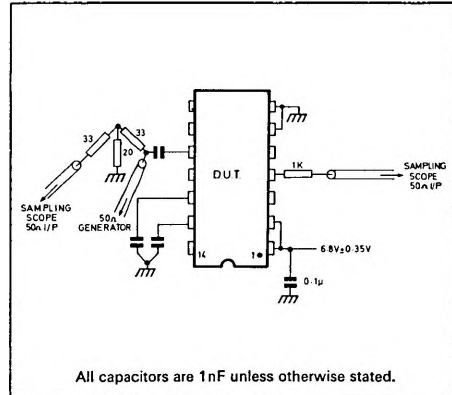 33
33
20
SAMPLING
SCOPE
50Ω I/P
50Ω
GENERATOR
D.U.T.
14
1
1K
SAMPLING
SCOPE
50Ω I/P
6.8V±0.35V
0.1µ
All capacitors are 1nF unless otherwise stated.